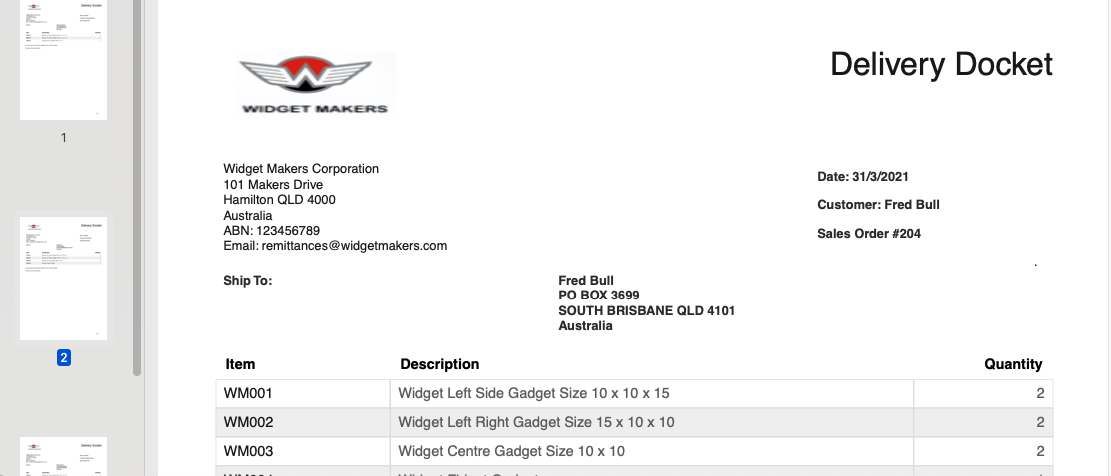 Delivery Docket
WIDGET MAKERS
Widget Makers Corporation
101 Makers Drive
Hamilton QLD 4000
Australia
ABN: 123456789
Email: remittances@widgetmakers.com
Date: 31/3/2021
Customer: Fred Bull
Sales Order #204
Ship To:
Fred Bull
PO BOX 3699
SOUTH BRISBANE QLD 4101
Australia
Item Description Quantity
WM001 Widget Left Side Gadget Size 10 x 10 x 15 2
WM002 Widget Left Right Gadget Size 15 x 10 x 10 2
WM003 Widget Centre Gadget Size 10 x 10 2
1
2